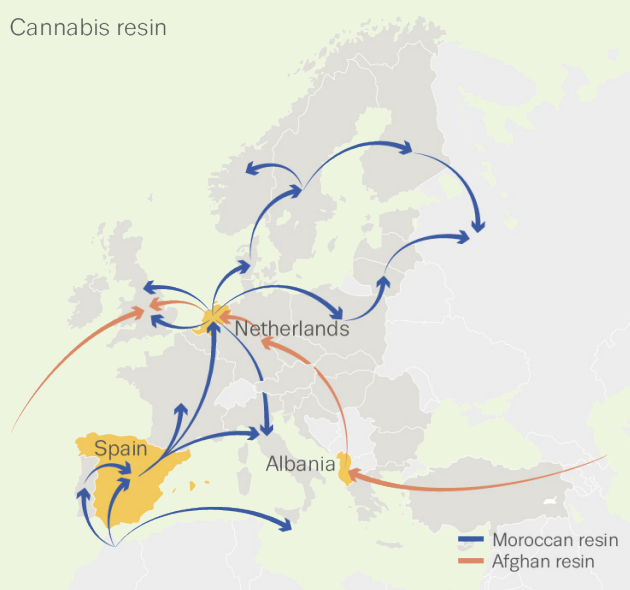 Cannabis resin
Netherlands
Spain
Albania
Moroccan resin
Afghan resin